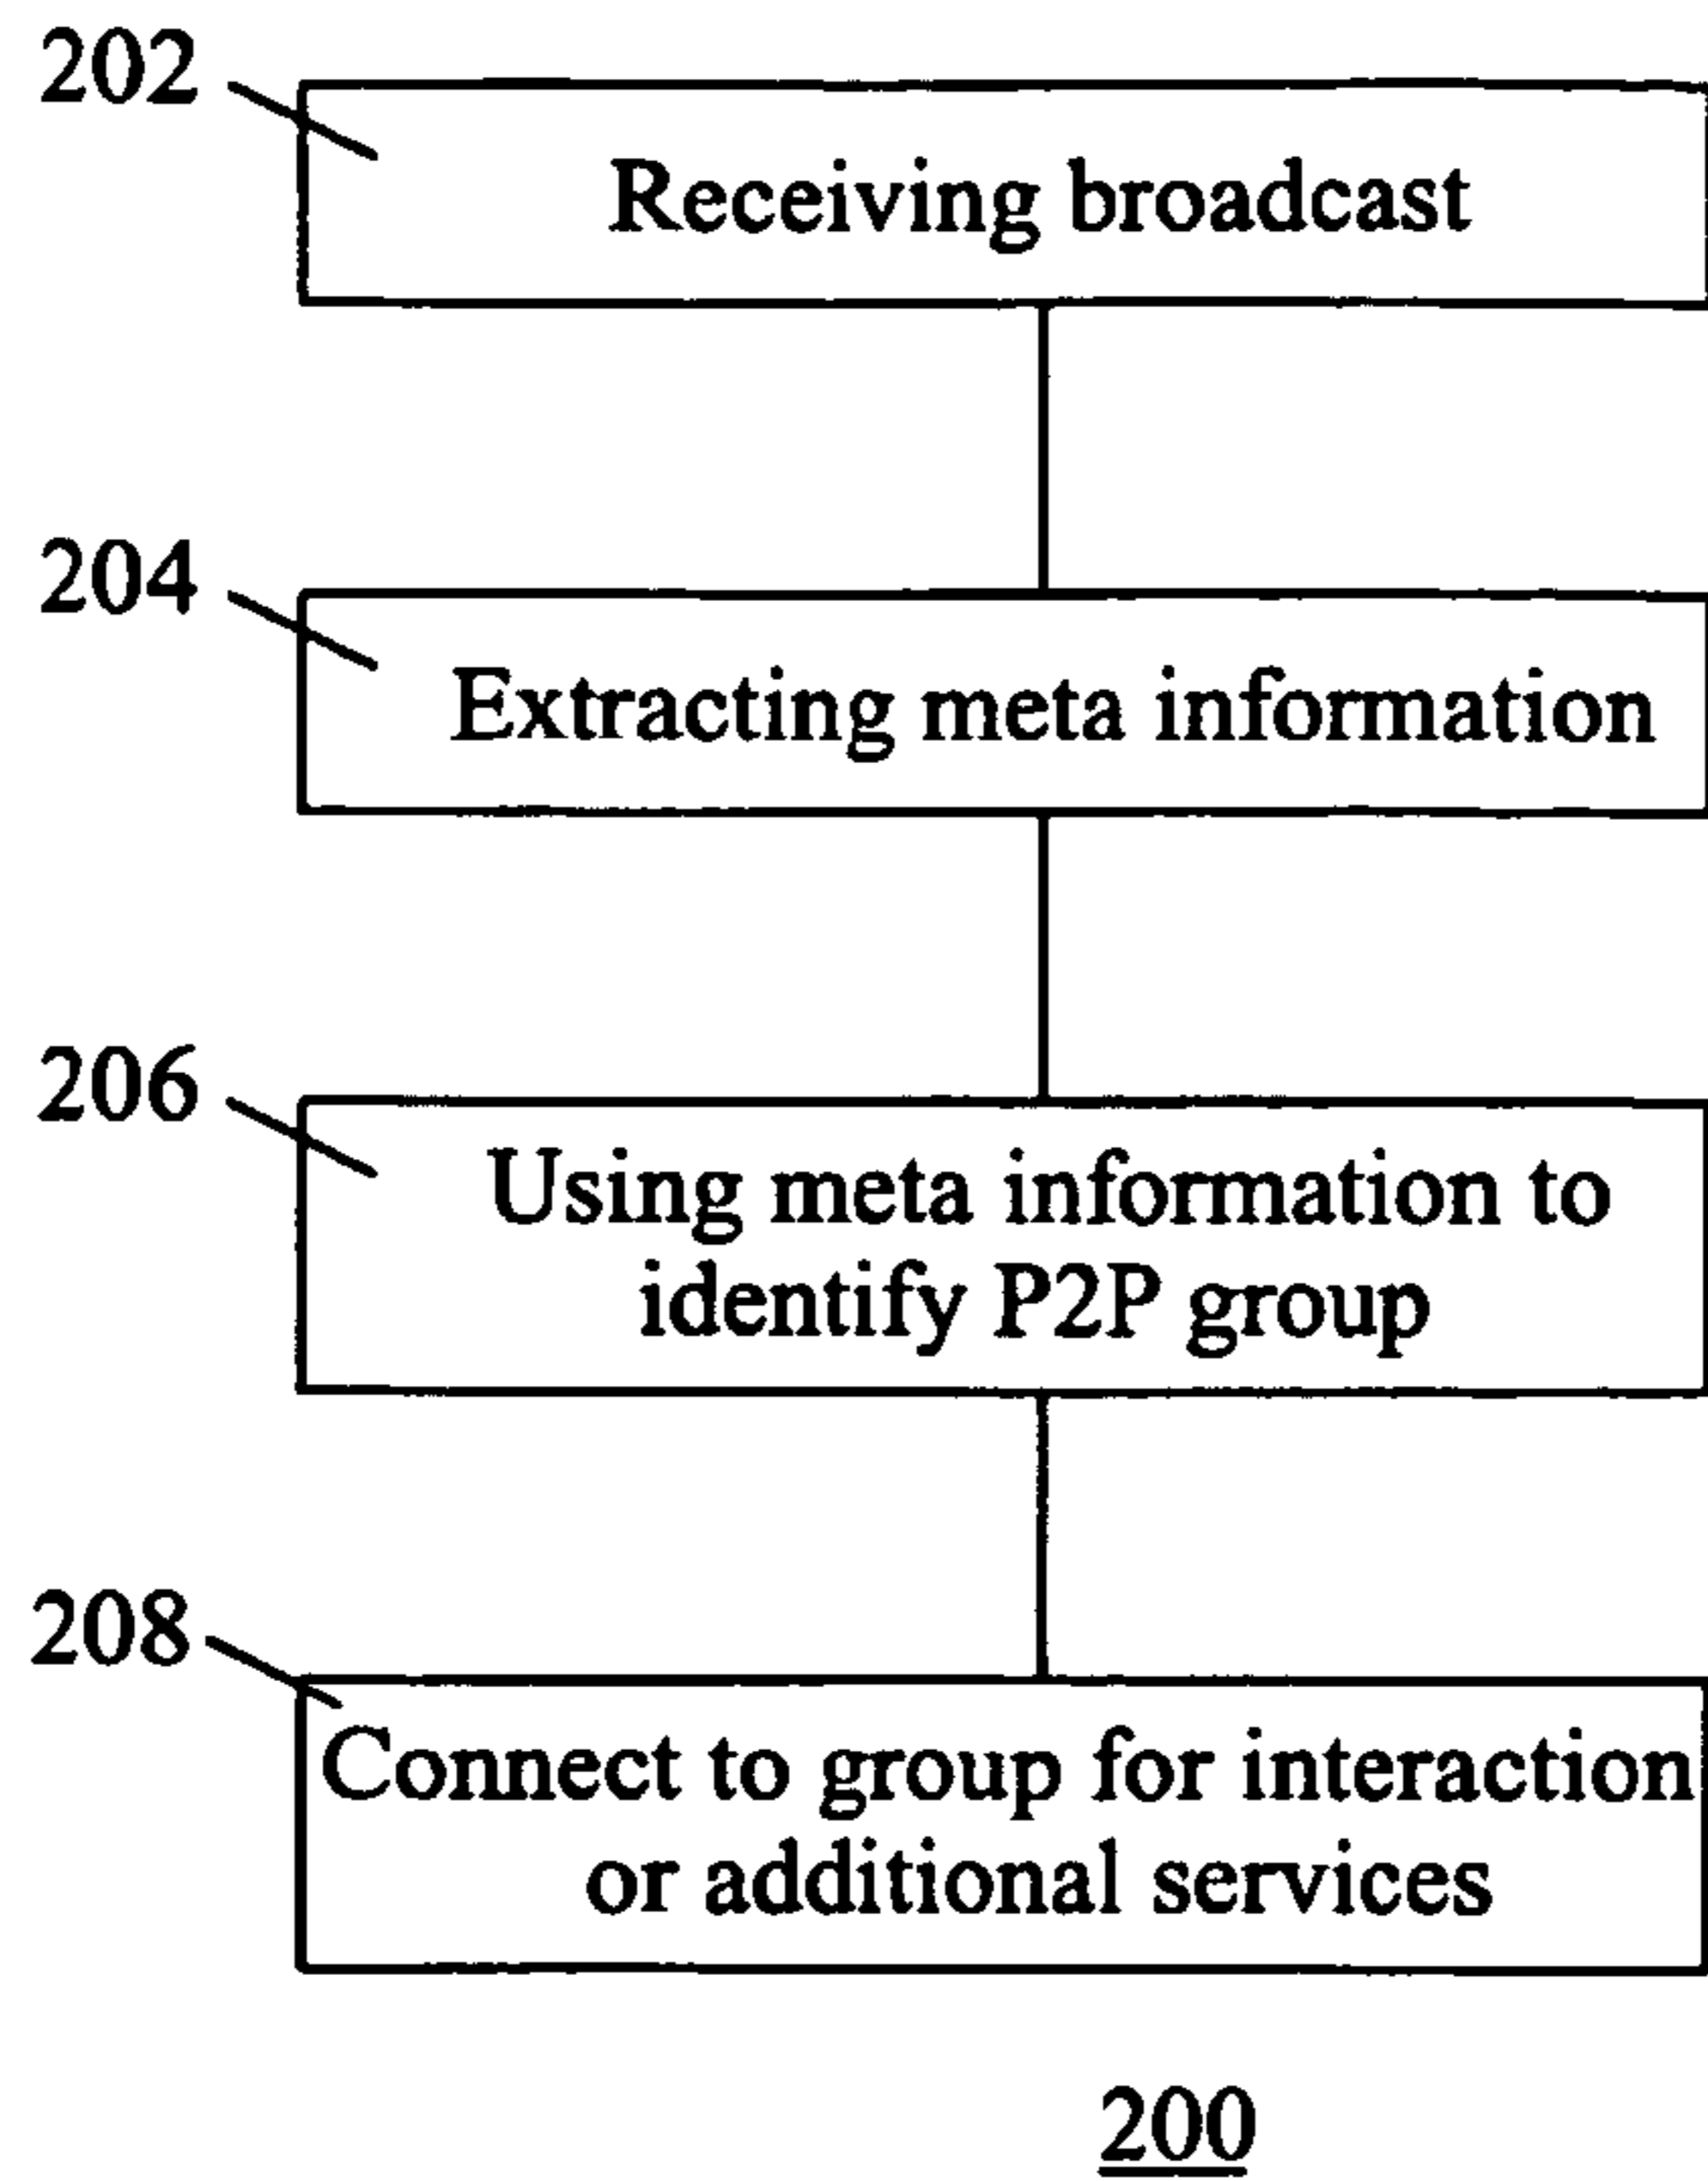 202
Receiving broadcast
204
Extracting meta information
206
Using meta information to
identify P2P group
208
Connect to group for interaction
or additional services
200